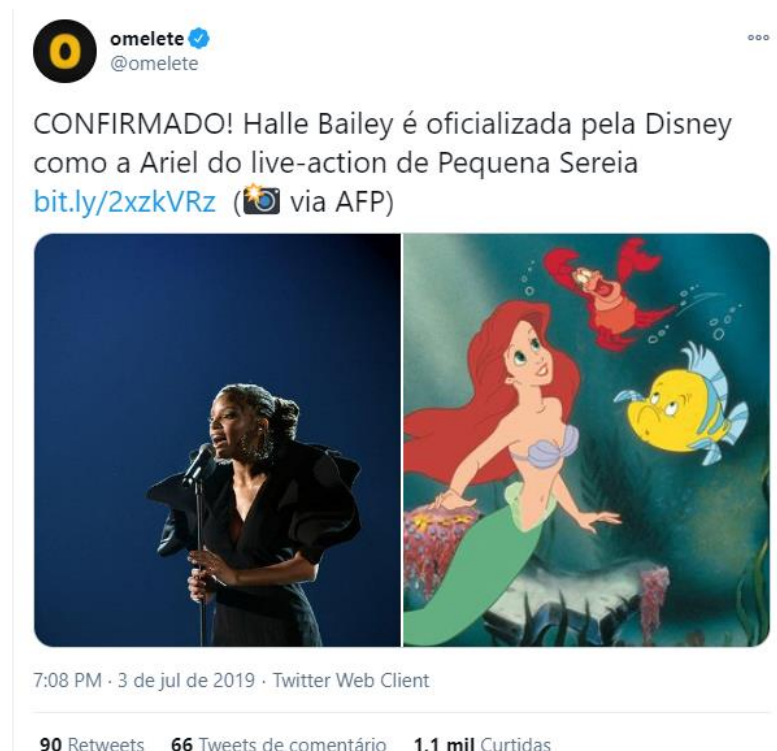 omelete
@omelete
CONFIRMADO! Halle Bailey é oficializada pela Disney
como a Ariel do live-action de Pequena Sereia
bit.ly/2xzkVRz (📸 via AFP)
7:08 PM · 3 de jul de 2019 · Twitter Web Client
90 Retweets 66 Tweets de comentário 1,1 mil Curtidas